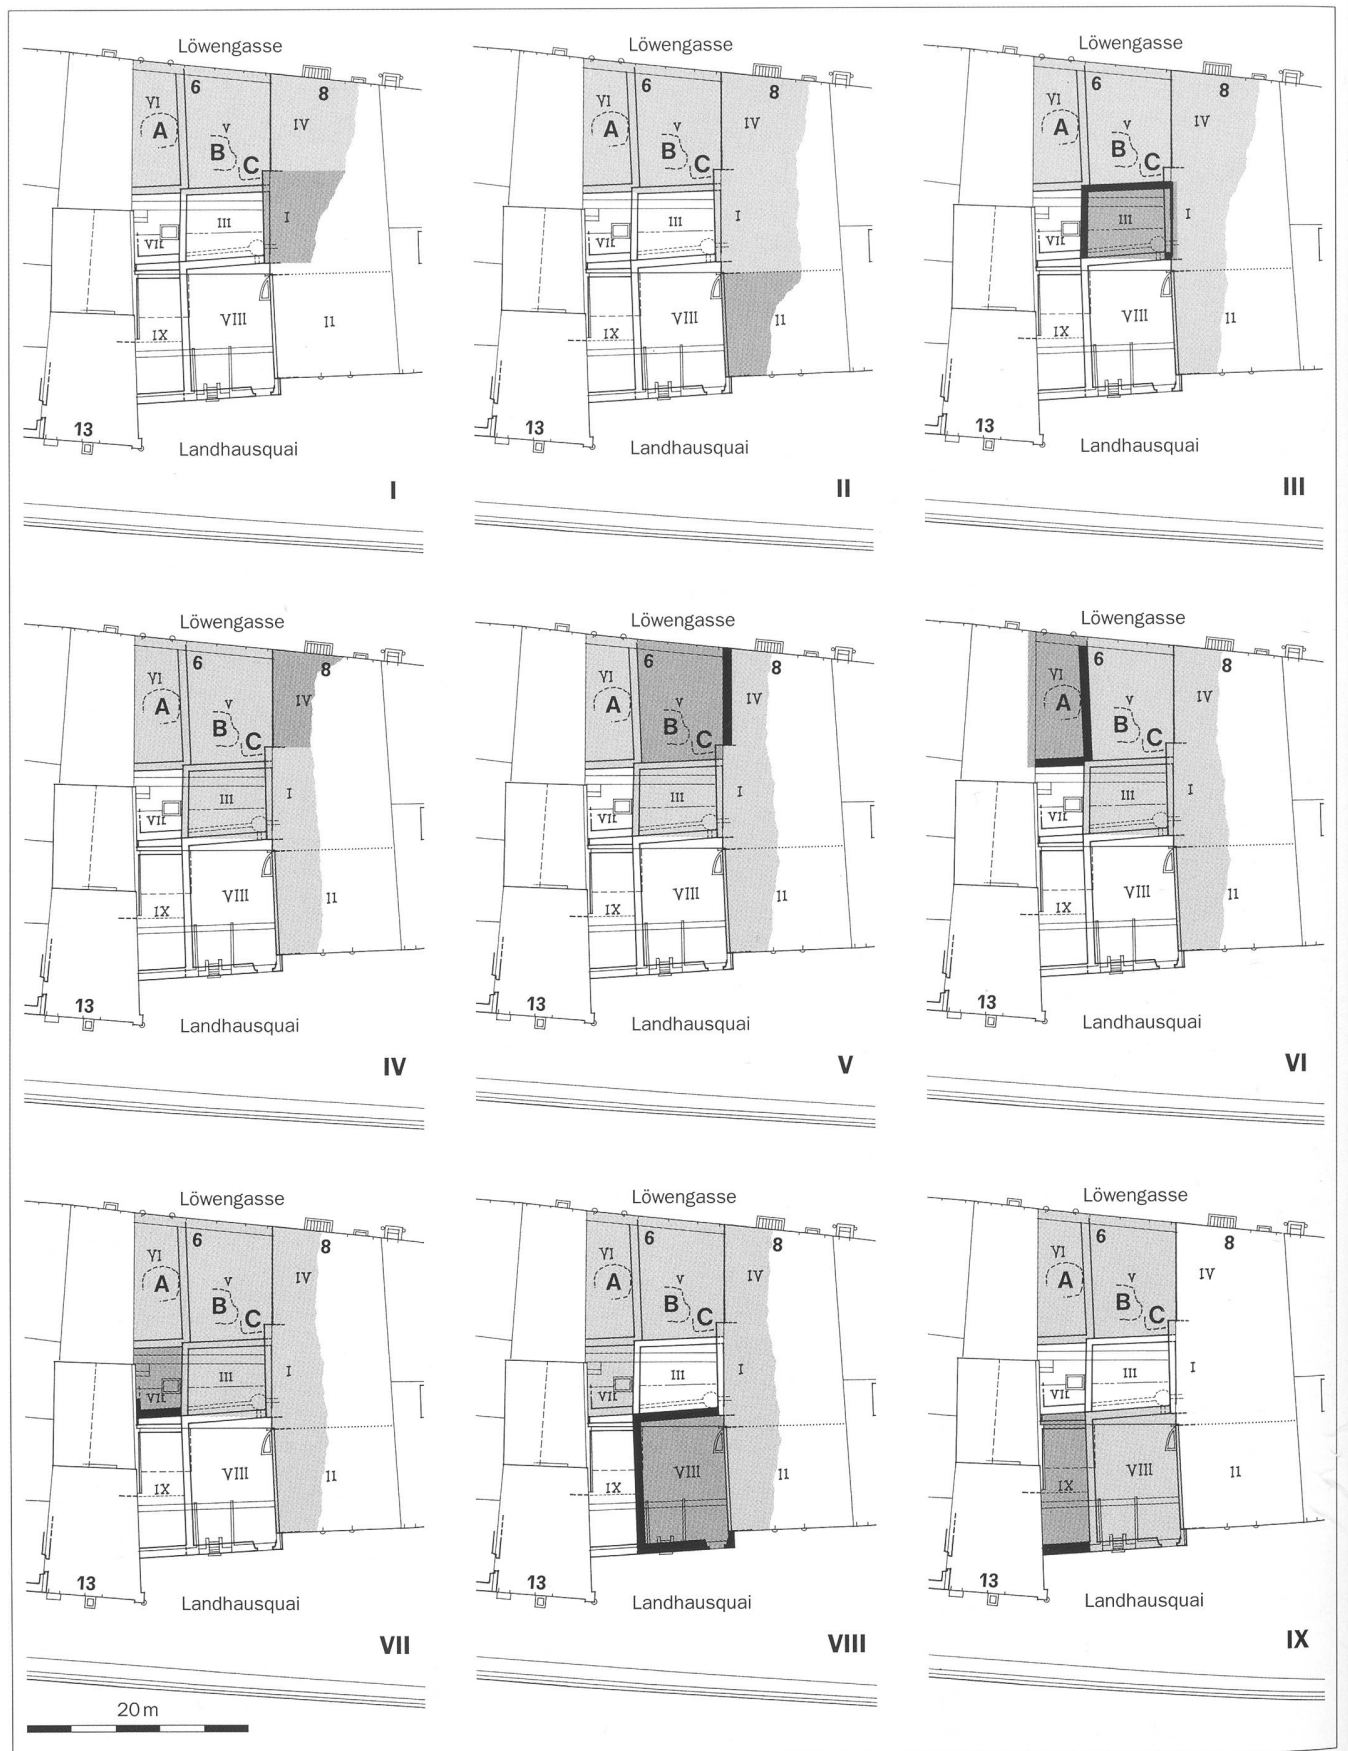 Löwengasse
6
8
VI
IV
A
V
B
C
III
I
VII
IX
VIII
II
13
Landhausquai
I
Löwengasse
6
8
VI
IV
A
V
B
C
III
I
VII
IX
VIII
II
13
Landhausquai
II
Löwengasse
6
8
VI
IV
A
V
B
C
III
I
VII
IX
VIII
II
13
Landhausquai
III
Löwengasse
6
8
VI
IV
A
V
B
C
III
I
VII
IX
VIII
II
13
Landhausquai
IV
Löwengasse
6
8
VI
IV
A
V
B
C
III
I
VII
IX
VIII
II
13
Landhausquai
V
Löwengasse
6
8
VI
IV
A
V
B
C
III
I
VII
IX
VIII
II
13
Landhausquai
VI
Löwengasse
6
8
VI
IV
A
V
B
C
III
I
VII
IX
VIII
II
13
Landhausquai
VII
Löwengasse
6
8
VI
IV
A
V
B
C
III
I
VII
IX
VIII
II
13
Landhausquai
VIII
Löwengasse
6
8
VI
IV
A
V
B
C
III
I
VII
IX
VIII
II
13
Landhausquai
IX
20 m